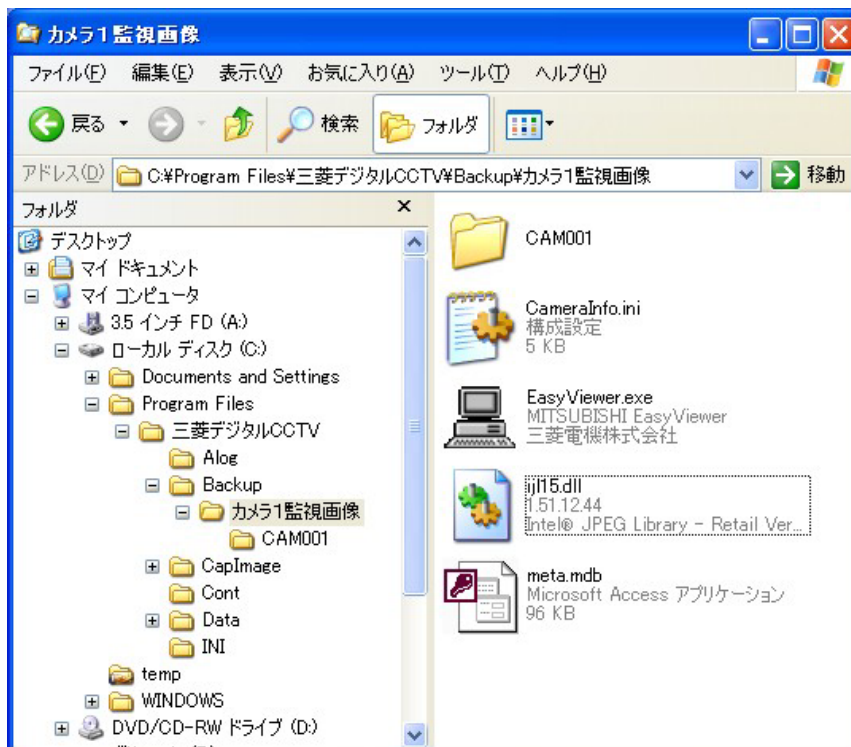 カメラ1監視画像
ファイル(F) 編集(E) 表示(V) お気に入り(A) ツール(T) ヘルプ(H)
戻る 検索 フォルダ
アドレス(D) C:¥Program Files¥三菱デジタルCCTV¥Backup¥カメラ1監視画像 移動
フォルダ ×
デスクトップ
マイ ドキュメント
マイ コンピュータ
3.5 インチ FD (A:)
ローカル ディスク (C:)
Documents and Settings
Program Files
三菱デジタルCCTV
Alog
Backup
カメラ1監視画像
CAM001
CapImage
Cont
Data
INI
temp
WINDOWS
DVD/CD-RW ドライブ (D:)
CAM001
CameraInfo.ini
構成設定
5 KB
EasyViewer.exe
MITSUBISHI EasyViewer
三菱電機株式会社
ijl15.dll
1.51.12.44
Intel® JPEG Library - Retail Ver...
meta.mdb
Microsoft Access アプリケーション
96 KB